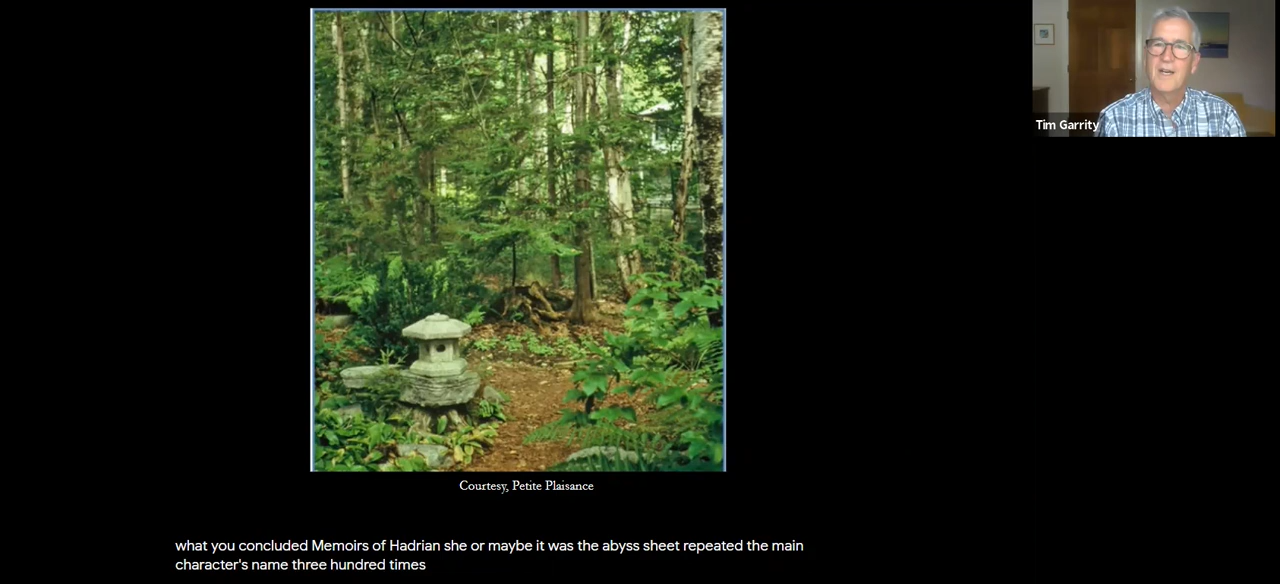 Tim Garrity
Courtesy, Petite Plaisance
what you concluded Memoirs of Hadrian she or maybe it was the abyss sheet repeated the main
character's name three hundred times